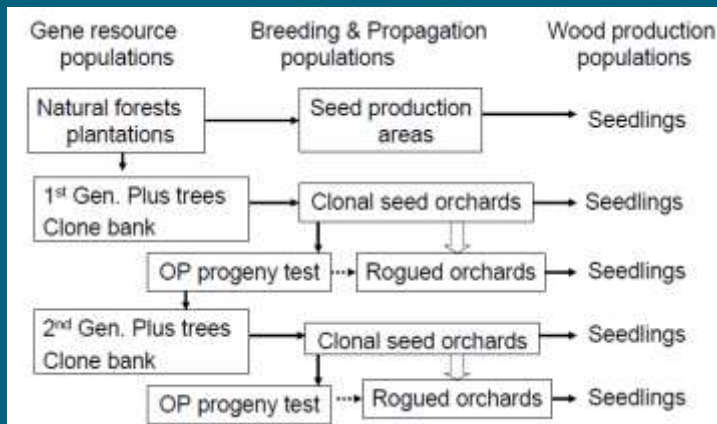 Gene resource
populations
Breeding & Propagation
populations
Wood production
populations
Natural forests
plantations
Seed production
areas
Seedlings
1st Gen. Plus trees
Clone bank
Clonal seed orchards
Seedlings
OP progeny test
Rogued orchards
Seedlings
2nd Gen. Plus trees
Clone bank
Clonal seed orchards
Seedlings
OP progeny test
Rogued orchards
Seedlings